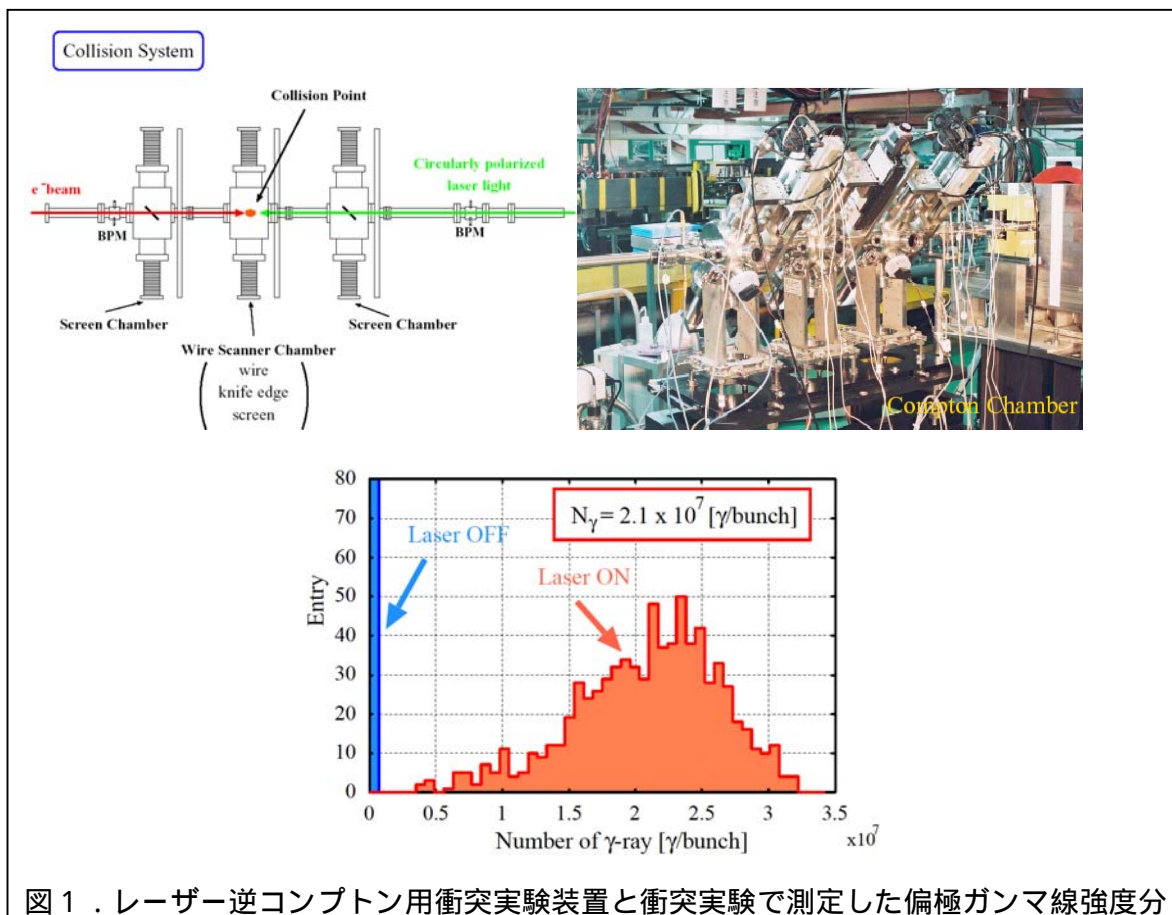 Collision System
Collision Point
Circularly polarized
laser light
e⁻beam
BPM
BPM
Screen Chamber
Screen Chamber
Wire Scanner Chamber
wire
knife edge
screen
Compton Chamber
80
70
60
50
40
30
20
10
0
Entry
Nγ = 2.1 x 10⁷ [γ/bunch]
Laser OFF
Laser ON
0 0.5 1 1.5 2 2.5 3 3.5
x10⁷
Number of γ-ray [γ/bunch]
図1．レーザー逆コンプトン用衝突実験装置と衝突実験で測定した偏極ガンマ線強度分